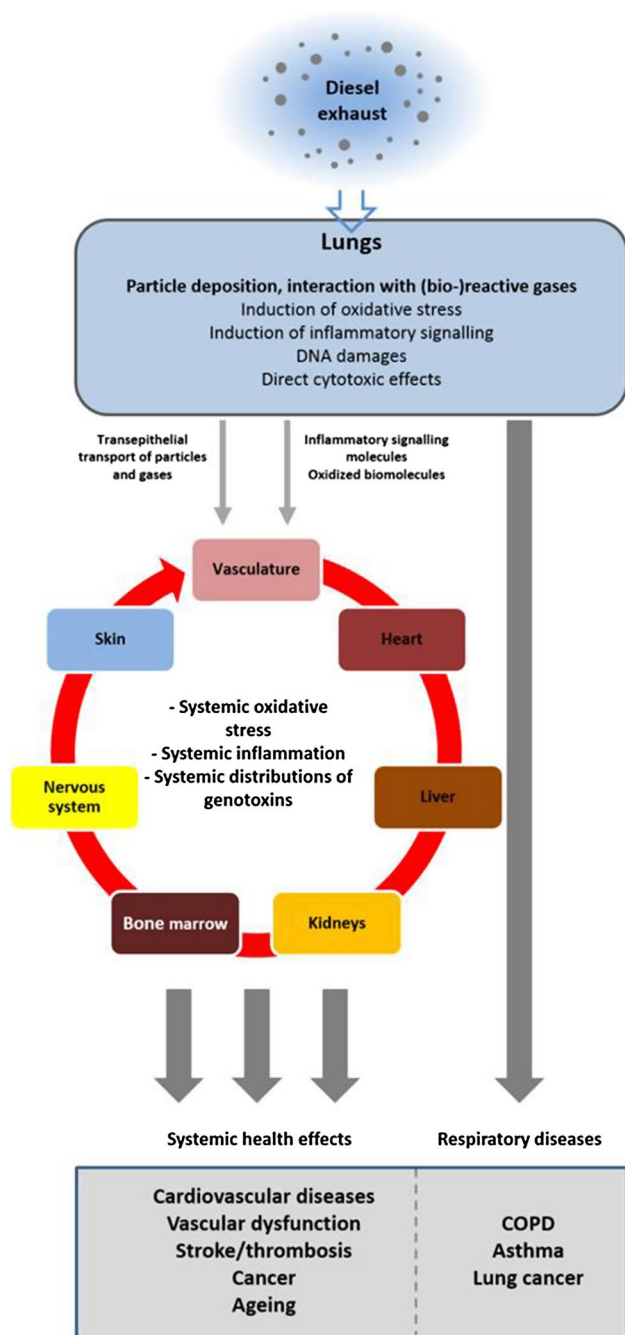 Diesel
exhaust
Lungs
Particle deposition, interaction with (bio-)reactive gases
Induction of oxidative stress
Induction of inflammatory signalling
DNA damages
Direct cytotoxic effects
Transepithelial
transport of particles
and gases
Inflammatory signalling
molecules
Oxidized biomolecules
Vasculature
Skin
Heart
- Systemic oxidative
stress
- Systemic inflammation
- Systemic distributions of
genotoxins
Nervous
system
Liver
Bone marrow
Kidneys
Systemic health effects
Respiratory diseases
Cardiovascular diseases
Vascular dysfunction
Stroke/thrombosis
Cancer
Ageing
COPD
Asthma
Lung cancer